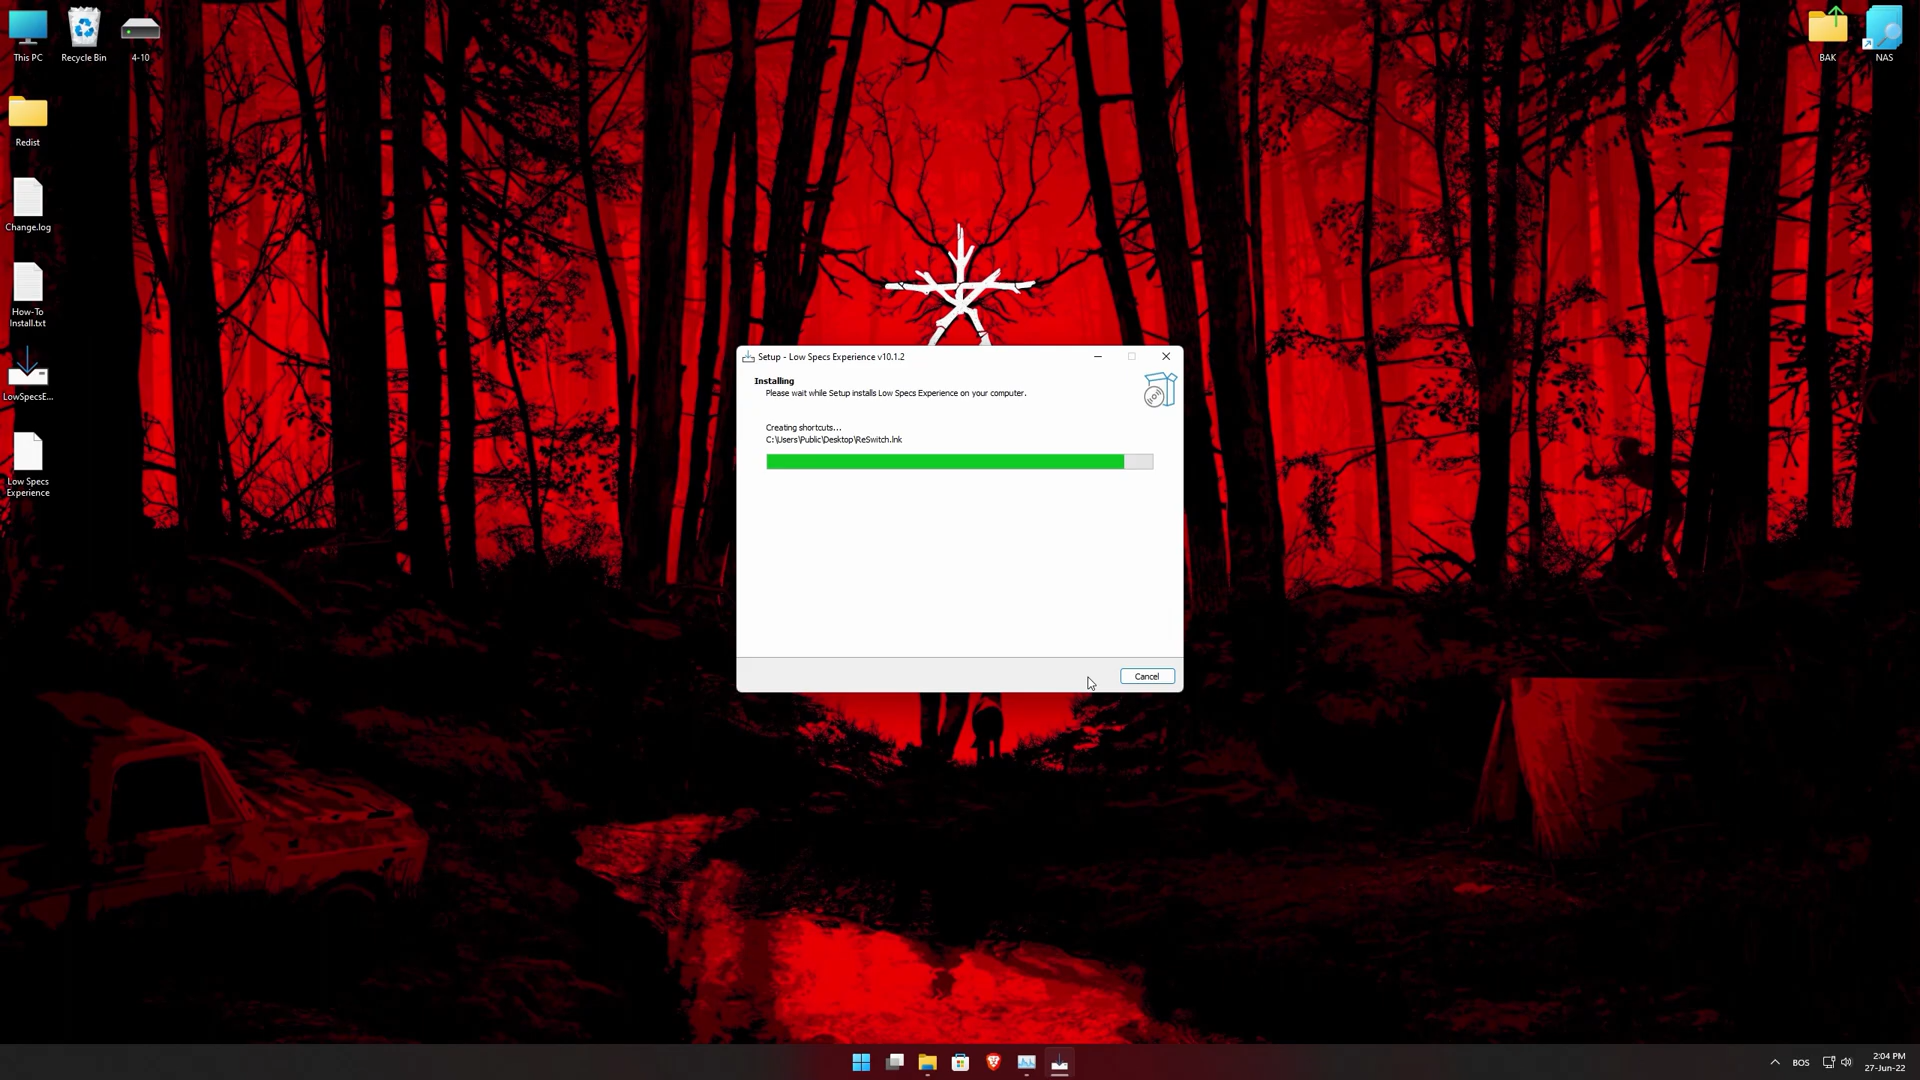 This PC
Recycle Bin
4-10
BAK
NAS
Redist
Change.log
How-To
Install.txt
LowSpecsE...
Low Specs
Experience
Setup - Low Specs Experience v10.1.2
Installing
Please wait while Setup installs Low Specs Experience on your computer.
Creating shortcuts...
C:\Users\Public\Desktop\ReSwitch.lnk
Cancel
BOS
2:04 PM
27-Jun-22